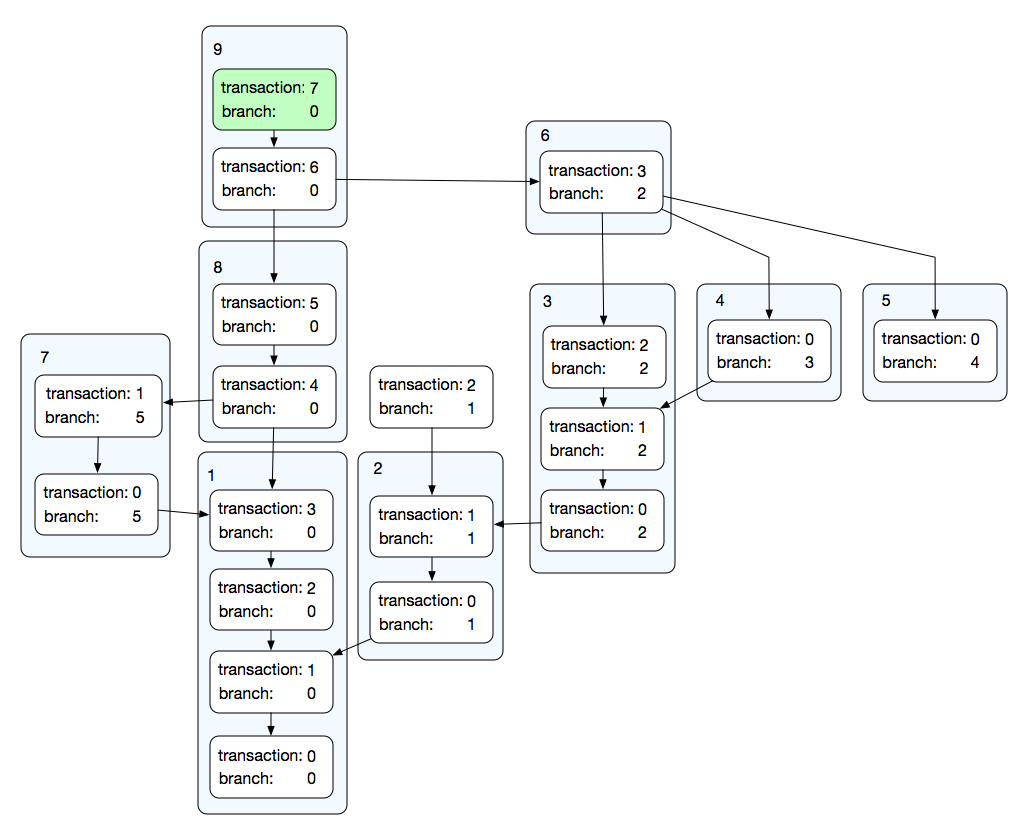 9
transaction: 7
branch: 0
transaction: 6
branch: 0
6
transaction: 3
branch: 2
8
transaction: 5
branch: 0
transaction: 4
branch: 0
7
transaction: 1
branch: 5
transaction: 0
branch: 5
1
transaction: 3
branch: 0
transaction: 2
branch: 0
transaction: 1
branch: 0
transaction: 0
branch: 0
transaction: 2
branch: 1
2
transaction: 1
branch: 1
transaction: 0
branch: 1
3
transaction: 2
branch: 2
transaction: 1
branch: 2
transaction: 0
branch: 2
4
transaction: 0
branch: 3
5
transaction: 0
branch: 4